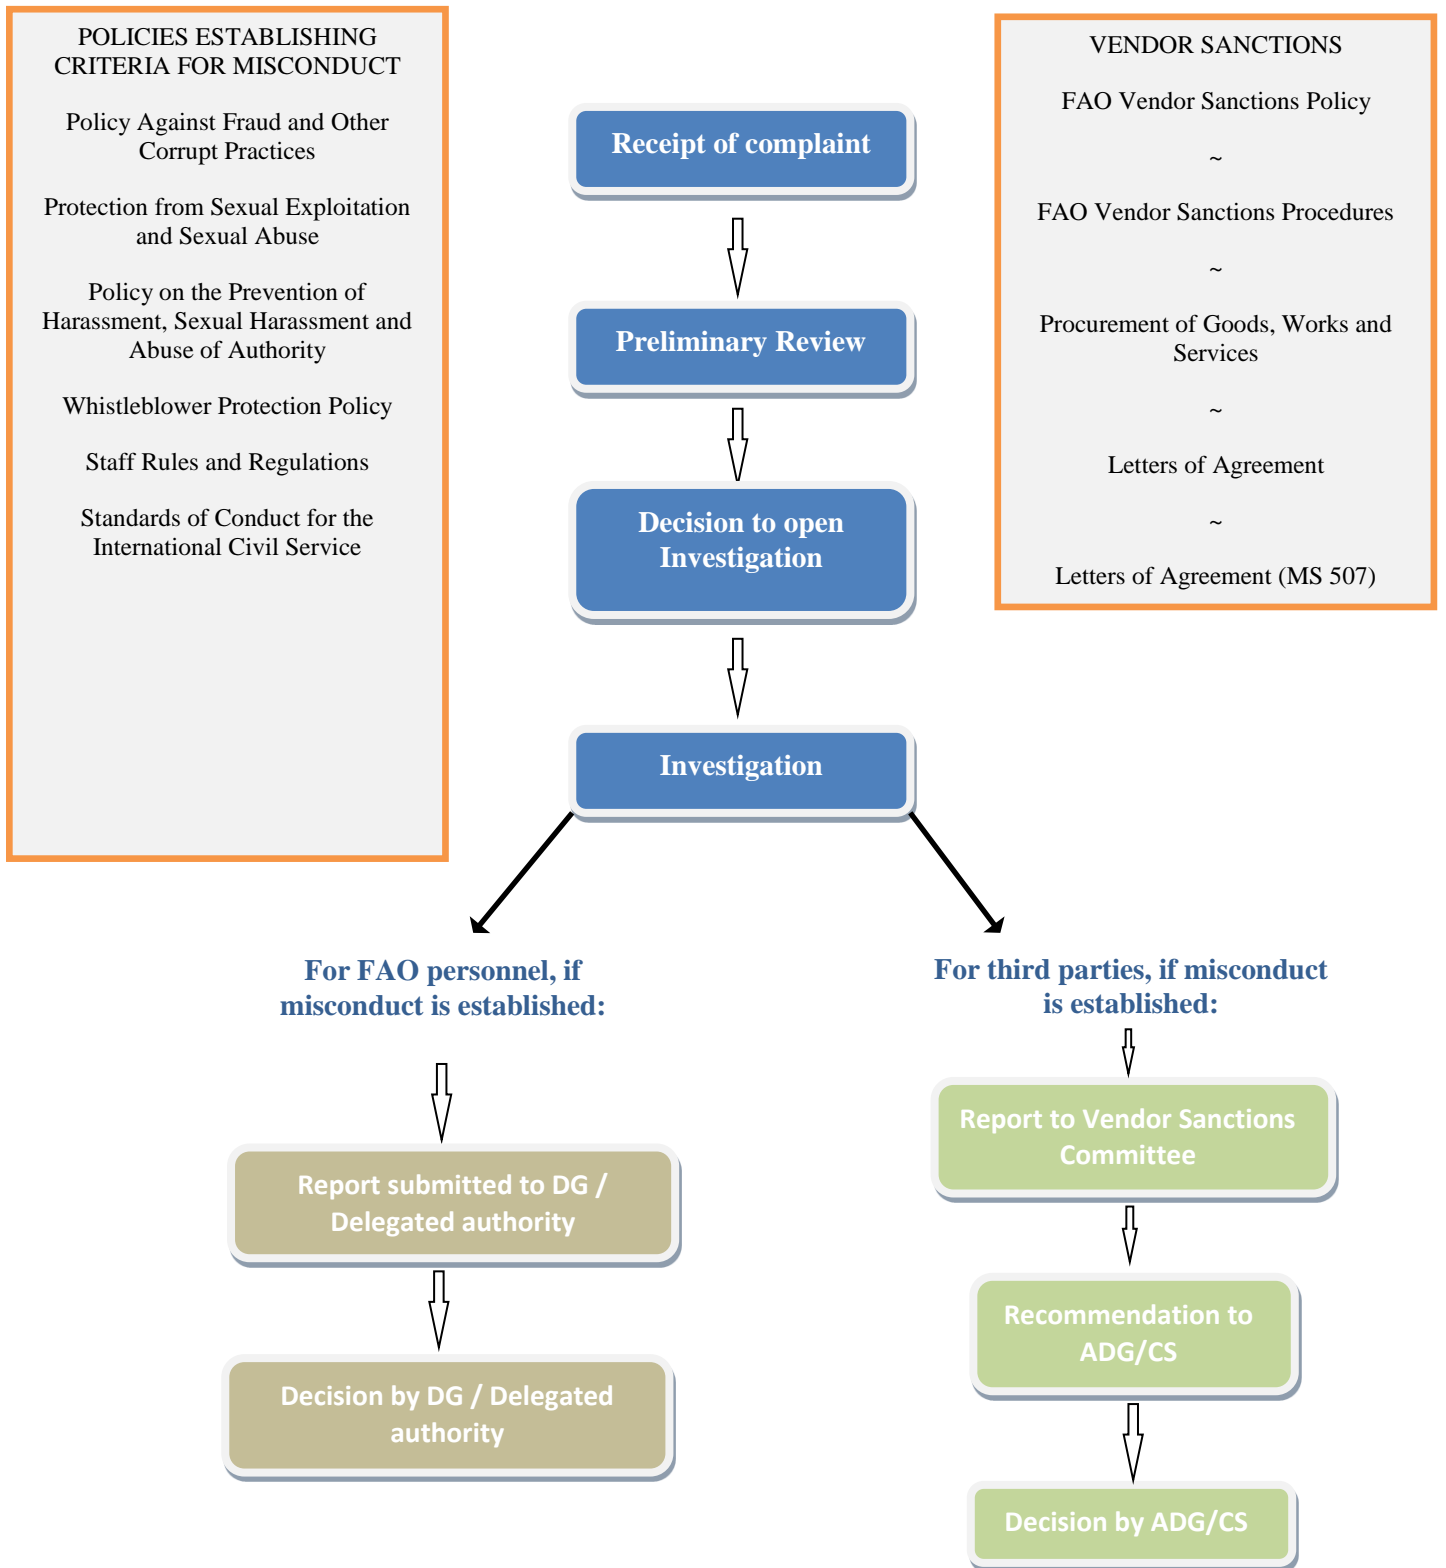 POLICIES ESTABLISHING
CRITERIA FOR MISCONDUCT
Policy Against Fraud and Other
Corrupt Practices
Protection from Sexual Exploitation
and Sexual Abuse
Policy on the Prevention of
Harassment, Sexual Harassment and
Abuse of Authority
Whistleblower Protection Policy
Staff Rules and Regulations
Standards of Conduct for the
International Civil Service
Receipt of complaint
Preliminary Review
Decision to open
Investigation
Investigation
VENDOR SANCTIONS
FAO Vendor Sanctions Policy
~
FAO Vendor Sanctions Procedures
~
Procurement of Goods, Works and
Services
~
Letters of Agreement
~
Letters of Agreement (MS 507)
For FAO personnel, if
misconduct is established:
Report submitted to DG /
Delegated authority
Decision by DG / Delegated
authority
For third parties, if misconduct
is established:
Report to Vendor Sanctions
Committee
Recommendation to
ADG/CS
Decision by ADG/CS